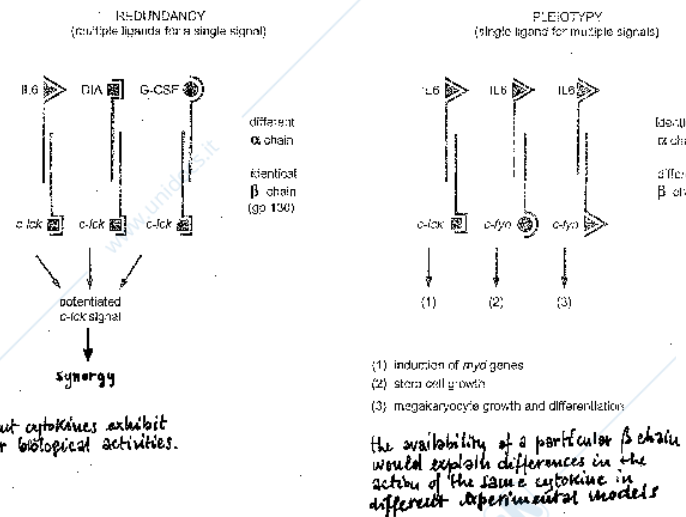 REDUNDANCY
(multiple ligands for a single signal)
IL6 DIA G-CSF
different
α chain
identical
β chain
(gp 130)
c-lck c-lck c-lck
potentiated
c-lck signal
synergy
cytokines exhibit
biological activities.
PLEIOTYPY
(single ligand for multiple signals)
IL6 IL6 IL6
α
β
c-lck c-fyn c-fyn
(1) (2) (3)
(1) induction of myd genes
(2) stem cell growth
(3) megakaryocyte growth and differentiation
the availability of a particular β chain
would explain differences in the
action of the same cytokine in
different experimental models